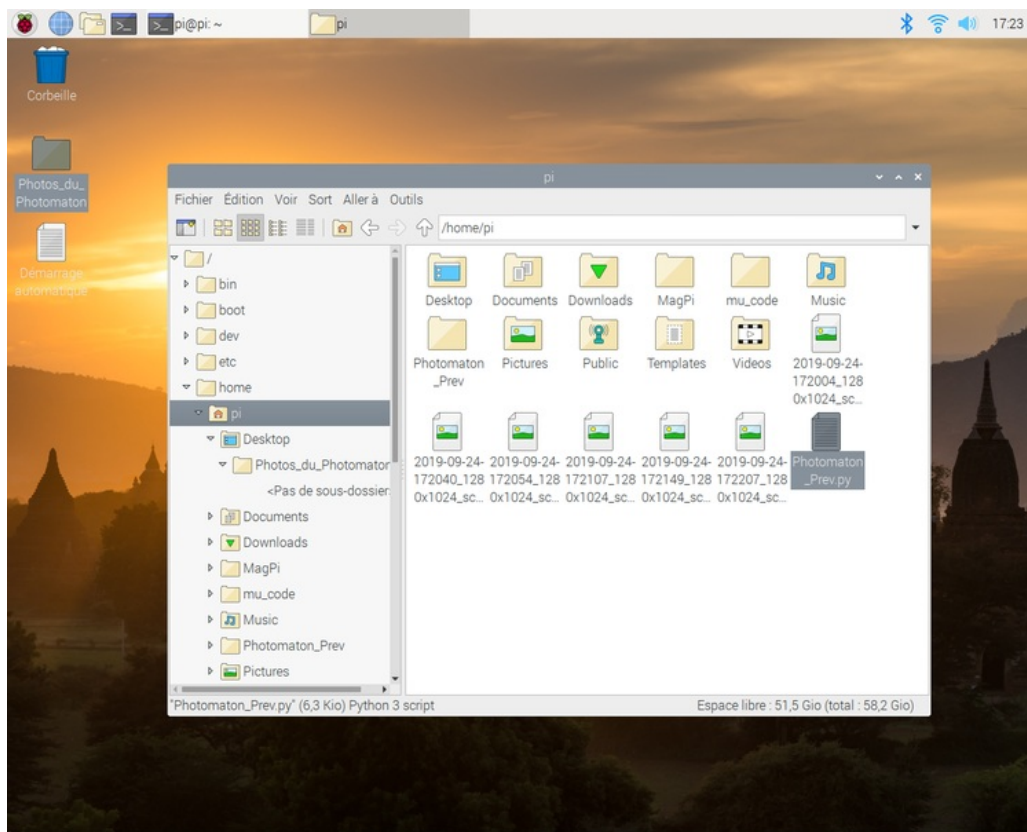 pi@pi: ~
pi
17:23
Corbeille
Photos_du_
Photomaton
Démarrage
automatique
pi
Fichier Édition Voir Sort Aller à Outils
/home/pi
/
bin
boot
dev
etc
home
pi
Desktop
Photos_du_Photomator
<Pas de sous-dossier
Documents
Downloads
MagPi
mu_code
Music
Photomaton_Prev
Pictures
Desktop Documents Downloads MagPi mu_code Music
Photomaton Pictures Public Templates Videos 2019-09-24-
_Prev 172004_128
0x1024_sc...
2019-09-24- 2019-09-24- 2019-09-24- 2019-09-24- 2019-09-24- Photomaton
172040_128 172054_128 172107_128 172149_128 172207_128 _Prev.py
0x1024_sc... 0x1024_sc... 0x1024_sc... 0x1024_sc... 0x1024_sc...
"Photomaton_Prev.py" (6,3 Kio) Python 3 script Espace libre : 51,5 Gio (total : 58,2 Gio)